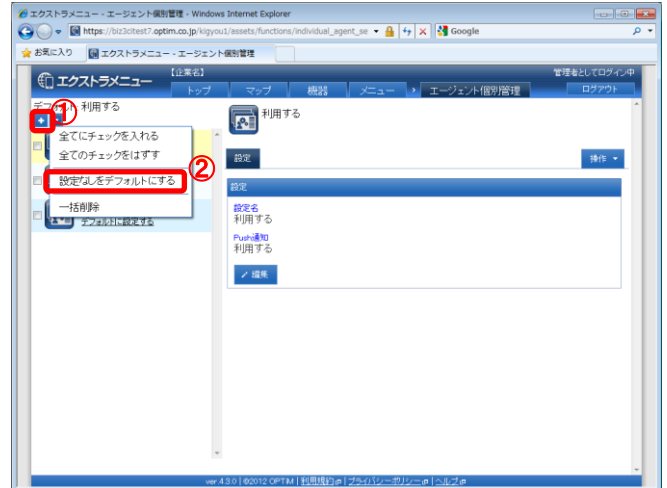 エクストラメニュー - エージェント個別管理 - Windows Internet Explorer
https://biz3citest7.optim.co.jp/kigyou1/assets/functions/individual_agent_se
Google
お気に入り
エクストラメニュー - エージェント個別管理
エクストラメニュー
【企業名】
管理者としてログイン中
トップ
マップ
機器
メニュー
エージェント個別管理
ログアウト
デフォルト 利用する
①
全てにチェックを入れる
全てのチェックをはずす
設定なしをデフォルトにする
②
一括削除
デフォルトに設定する
利用する
設定
操作
設定
設定名
利用する
Push通知
利用する
編集
ver.4.3.0 | ©2012 OPTiM | 利用規約 | プライバシーポリシー | ヘルプ